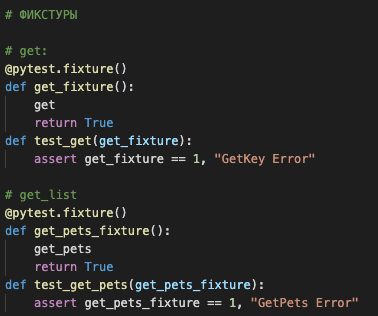 # ФИКСТУРЫ
# get:
@pytest.fixture()
def get_fixture():
get
return True
def test_get(get_fixture):
assert get_fixture == 1, "GetKey Error"
# get_list
@pytest.fixture()
def get_pets_fixture():
get_pets
return True
def test_get_pets(get_pets_fixture):
assert get_pets_fixture == 1, "GetPets Error"